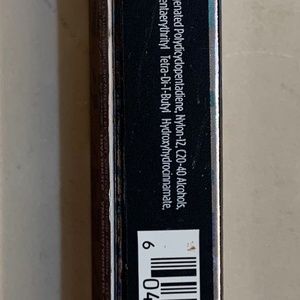 enated Polydicyclopentadiene, Nylon-12, C20-40 Alcohols,
entaerythrityl Tetra-Di-T-Butyl Hydroxyhydrocinnamate,
6 04